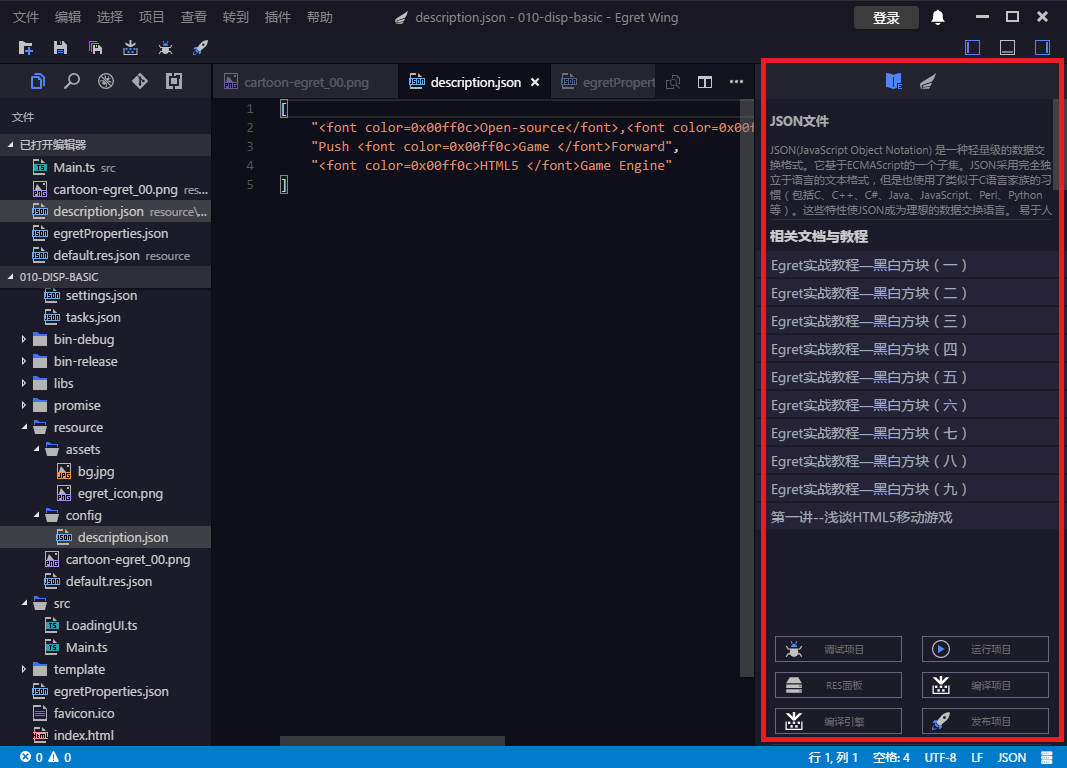 文件 编辑 选择 项目 查看 转到 插件 帮助 description.json - 010-disp-basic - Egret Wing 登录
cartoon-egret_00.png description.json egretPropert
文件
已打开编辑器
Main.ts src
cartoon-egret_00.png res...
description.json resource\...
egretProperties.json
default.res.json resource
010-DISP-BASIC
settings.json
tasks.json
bin-debug
bin-release
libs
promise
resource
assets
bg.jpg
egret_icon.png
config
description.json
cartoon-egret_00.png
default.res.json
src
LoadingUI.ts
Main.ts
template
egretProperties.json
favicon.ico
index.html
1 [
2 "<font color=0x00ff0c>Open-source</font>,<font color=0x00f
3 "Push <font color=0x00ff0c>Game </font>Forward",
4 "<font color=0x00ff0c>HTML5 </font>Game Engine"
5 ]
JSON文件
JSON(JavaScript Object Notation) 是一种轻量级的数据交
换格式。它基于ECMAScript的一个子集。JSON采用完全独
立于语言的文本格式，但是也使用了类似于C语言家族的习
惯（包括C、C++、C#、Java、JavaScript、Perl、Python
等）。这些特性使JSON成为理想的数据交换语言。 易于人
相关文档与教程
Egret实战教程—黑白方块（一）
Egret实战教程—黑白方块（二）
Egret实战教程—黑白方块（三）
Egret实战教程—黑白方块（四）
Egret实战教程—黑白方块（五）
Egret实战教程—黑白方块（六）
Egret实战教程—黑白方块（七）
Egret实战教程—黑白方块（八）
Egret实战教程—黑白方块（九）
第一讲--浅谈HTML5移动游戏
调试项目 运行项目
RES面板 编译项目
编译引擎 发布项目
0 0 行 1, 列 1 空格: 4 UTF-8 LF JSON